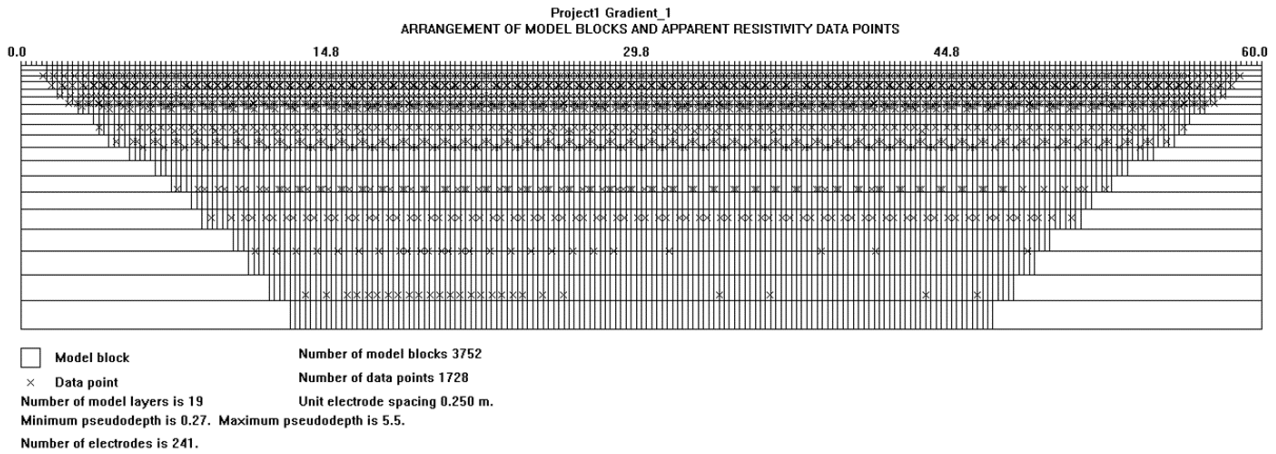 Project1 Gradient_1
ARRANGEMENT OF MODEL BLOCKS AND APPARENT RESISTIVITY DATA POINTS
0.0 14.8 29.8 44.8 60.0
Model block
Number of model blocks 3752
Data point
Number of data points 1728
Number of model layers is 19
Unit electrode spacing 0.250 m.
Minimum pseudodepth is 0.27. Maximum pseudodepth is 5.5.
Number of electrodes is 241.